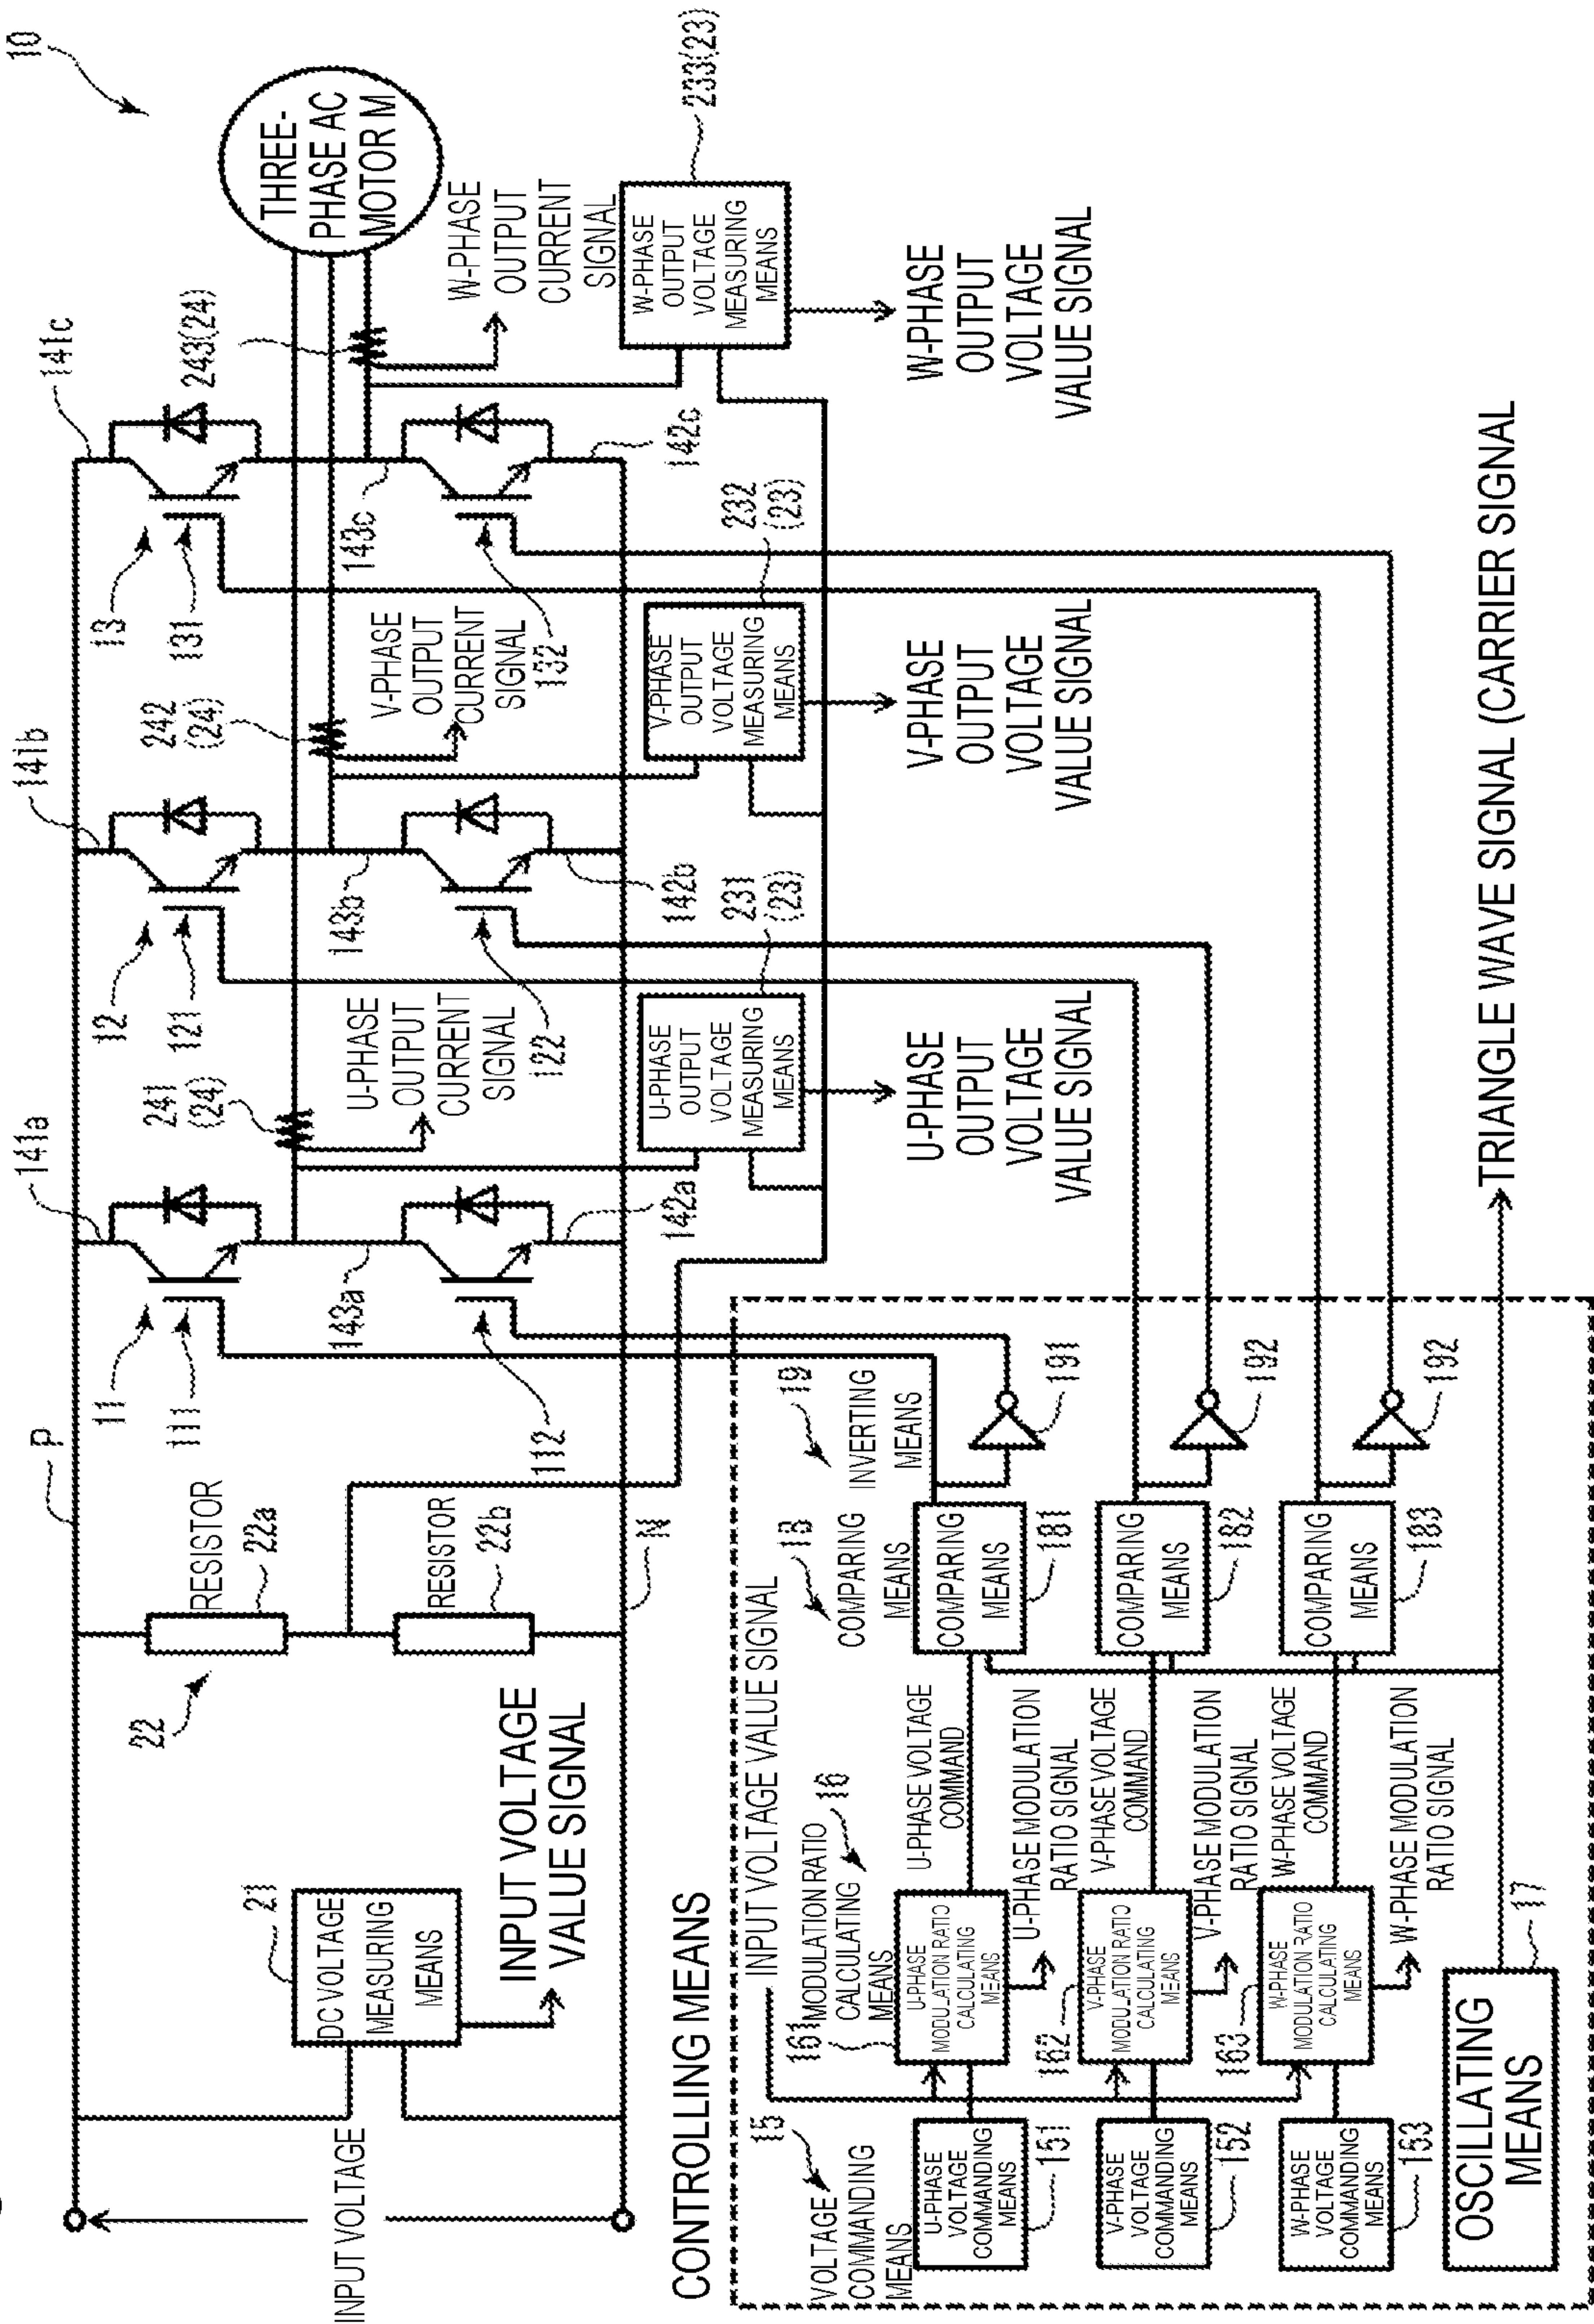 10
P
141a
141b
141c
11
111
12
121
13
131
241
(24)
242
(24)
243(24)
THREE-
PHASE AC
MOTOR M
INPUT VOLTAGE
21
DC VOLTAGE
MEASURING
MEANS
INPUT VOLTAGE
VALUE SIGNAL
22
RESISTOR
22a
RESISTOR
22b
N
143a
143b
143c
112
122
132
142a
142b
142c
U-PHASE
OUTPUT
CURRENT
SIGNAL
V-PHASE
OUTPUT
CURRENT
SIGNAL
W-PHASE
OUTPUT
CURRENT
SIGNAL
231
(23)
232
(23)
233(23)
U-PHASE
OUTPUT
VOLTAGE
MEASURING
MEANS
V-PHASE
OUTPUT
VOLTAGE
MEASURING
MEANS
W-PHASE
OUTPUT
VOLTAGE
MEASURING
MEANS
U-PHASE
OUTPUT
VOLTAGE
VALUE SIGNAL
V-PHASE
OUTPUT
VOLTAGE
VALUE SIGNAL
W-PHASE
OUTPUT
VOLTAGE
VALUE SIGNAL
CONTROLLING MEANS
INPUT VOLTAGE VALUE SIGNAL
15
VOLTAGE
COMMANDING
MEANS
16
MODULATION RATIO
CALCULATING
MEANS
18
COMPARING
MEANS
19
INVERTING
MEANS
U-PHASE
VOLTAGE
COMMANDING
MEANS
151
161
U-PHASE
MODULATION RATIO
CALCULATING
MEANS
U-PHASE VOLTAGE
COMMAND
U-PHASE MODULATION
RATIO SIGNAL
COMPARING
MEANS
181
191
V-PHASE
VOLTAGE
COMMANDING
MEANS
152
162
V-PHASE
MODULATION RATIO
CALCULATING
MEANS
V-PHASE VOLTAGE
COMMAND
V-PHASE MODULATION
RATIO SIGNAL
COMPARING
MEANS
182
192
W-PHASE
VOLTAGE
COMMANDING
MEANS
153
163
W-PHASE
MODULATION RATIO
CALCULATING
MEANS
W-PHASE VOLTAGE
COMMAND
W-PHASE MODULATION
RATIO SIGNAL
COMPARING
MEANS
183
192
OSCILLATING
MEANS
17
TRIANGLE WAVE SIGNAL (CARRIER SIGNAL